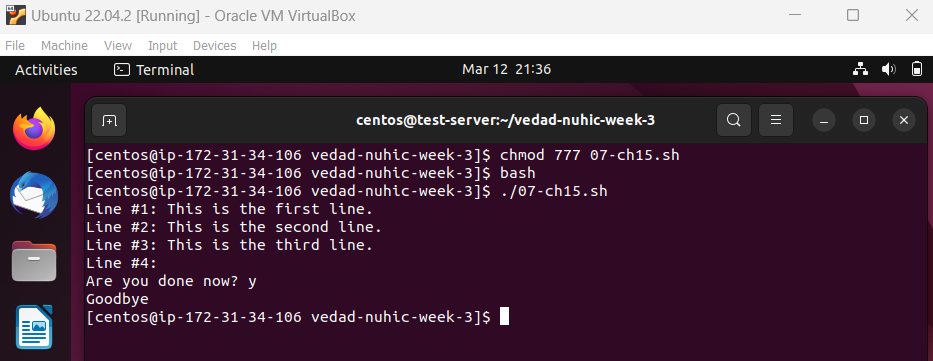 Ubuntu 22.04.2 [Running] - Oracle VM VirtualBox
File Machine View Input Devices Help
Activities Terminal Mar 12 21:36
centos@test-server:~/vedad-nuhic-week-3
[centos@ip-172-31-34-106 vedad-nuhic-week-3]$ chmod 777 07-ch15.sh
[centos@ip-172-31-34-106 vedad-nuhic-week-3]$ bash
[centos@ip-172-31-34-106 vedad-nuhic-week-3]$ ./07-ch15.sh
Line #1: This is the first line.
Line #2: This is the second line.
Line #3: This is the third line.
Line #4:
Are you done now? y
Goodbye
[centos@ip-172-31-34-106 vedad-nuhic-week-3]$